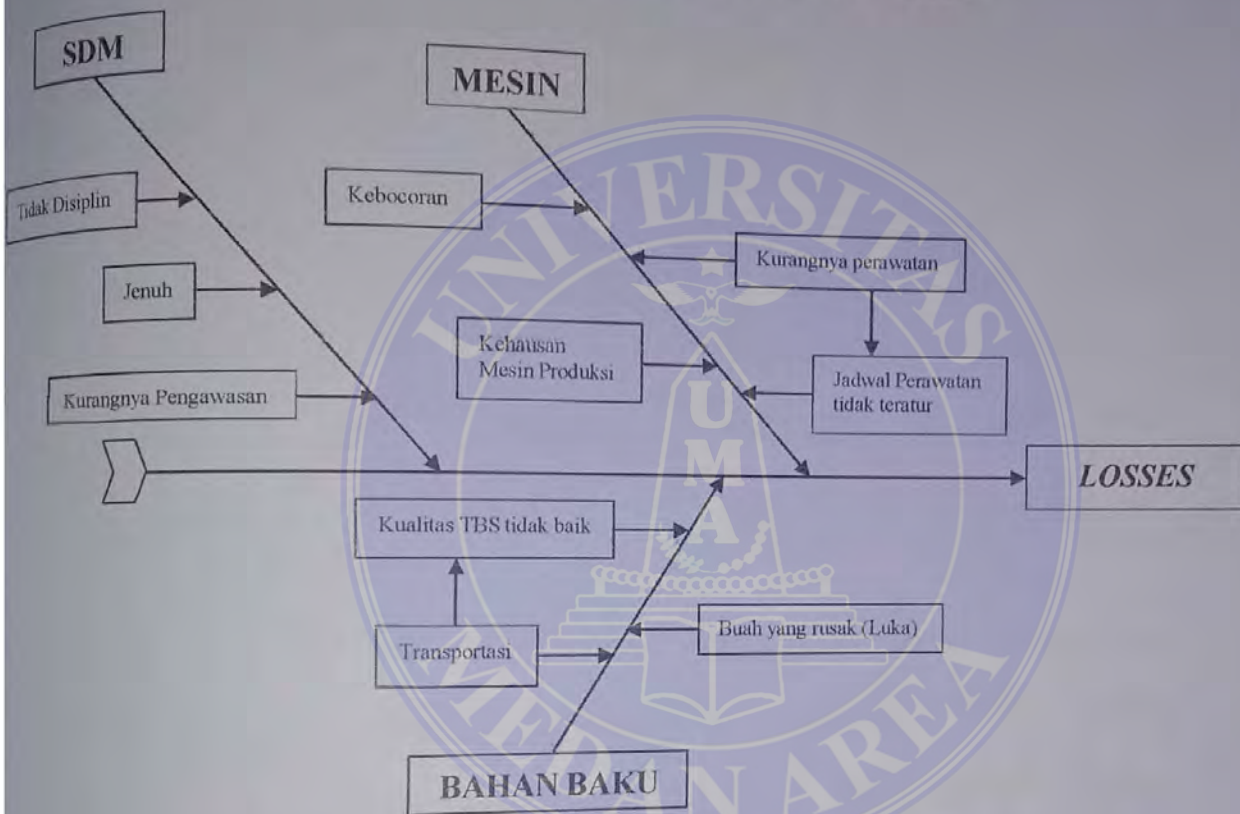 SDM
MESIN
Tidak Disiplin
Kebocoran
Kurangnya perawatan
Jenuh
Kehausan
Mesin Produksi
Jadwal Perawatan
tidak teratur
Kurangnya Pengawasan
LOSSES
Kualitas TBS tidak baik
Buah yang rusak (Luka)
Transportasi
BAHAN BAKU
UNIVERSITAS
MEDAN AREA
U
M
A